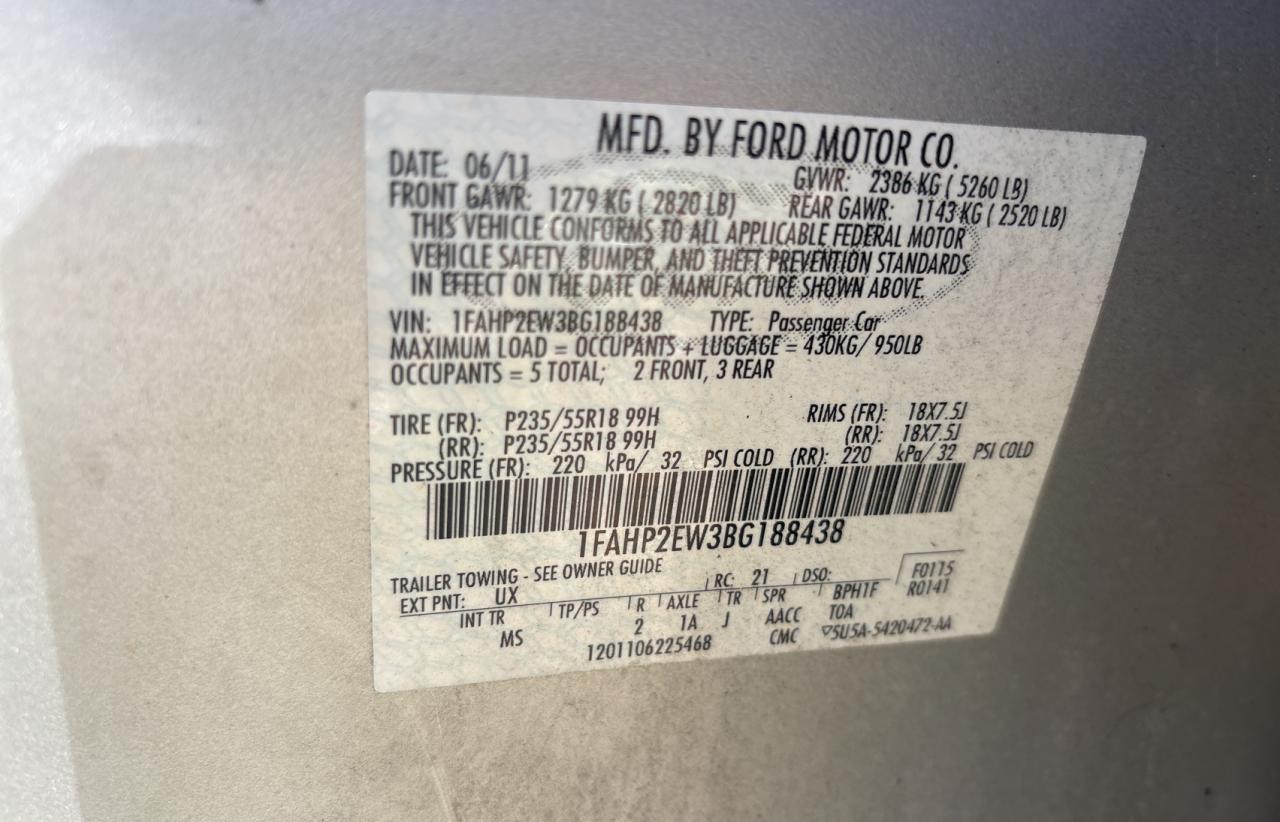 MFD. BY FORD MOTOR CO.
DATE: 06/11 GVWR: 2386 KG ( 5260 LB)
FRONT GAWR: 1279 KG ( 2820 LB) REAR GAWR: 1143 KG ( 2520 LB)
THIS VEHICLE CONFORMS TO ALL APPLICABLE FEDERAL MOTOR
VEHICLE SAFETY, BUMPER, AND THEFT PREVENTION STANDARDS
IN EFFECT ON THE DATE OF MANUFACTURE SHOWN ABOVE.
VIN: 1FAHP2EW3BG188438 TYPE: Passenger Car
MAXIMUM LOAD = OCCUPANTS + LUGGAGE = 430KG/ 950LB
OCCUPANTS = 5 TOTAL; 2 FRONT, 3 REAR
TIRE (FR): P235/55R18 99H RIMS (FR): 18X7.5J
(RR): P235/55R18 99H (RR): 18X7.5J
PRESSURE (FR): 220 kPa/ 32 PSI COLD (RR): 220 kPa/ 32 PSI COLD
1FAHP2EW3BG188438
TRAILER TOWING - SEE OWNER GUIDE
EXT PNT: UX RC: 21 DSO: F0115
R0141
INT TR TP/PS R AXLE TR SPR BPH1F
MS 2 1A J AACC TOA
1201106225468 CMC ▽5U5A-5420472-AA